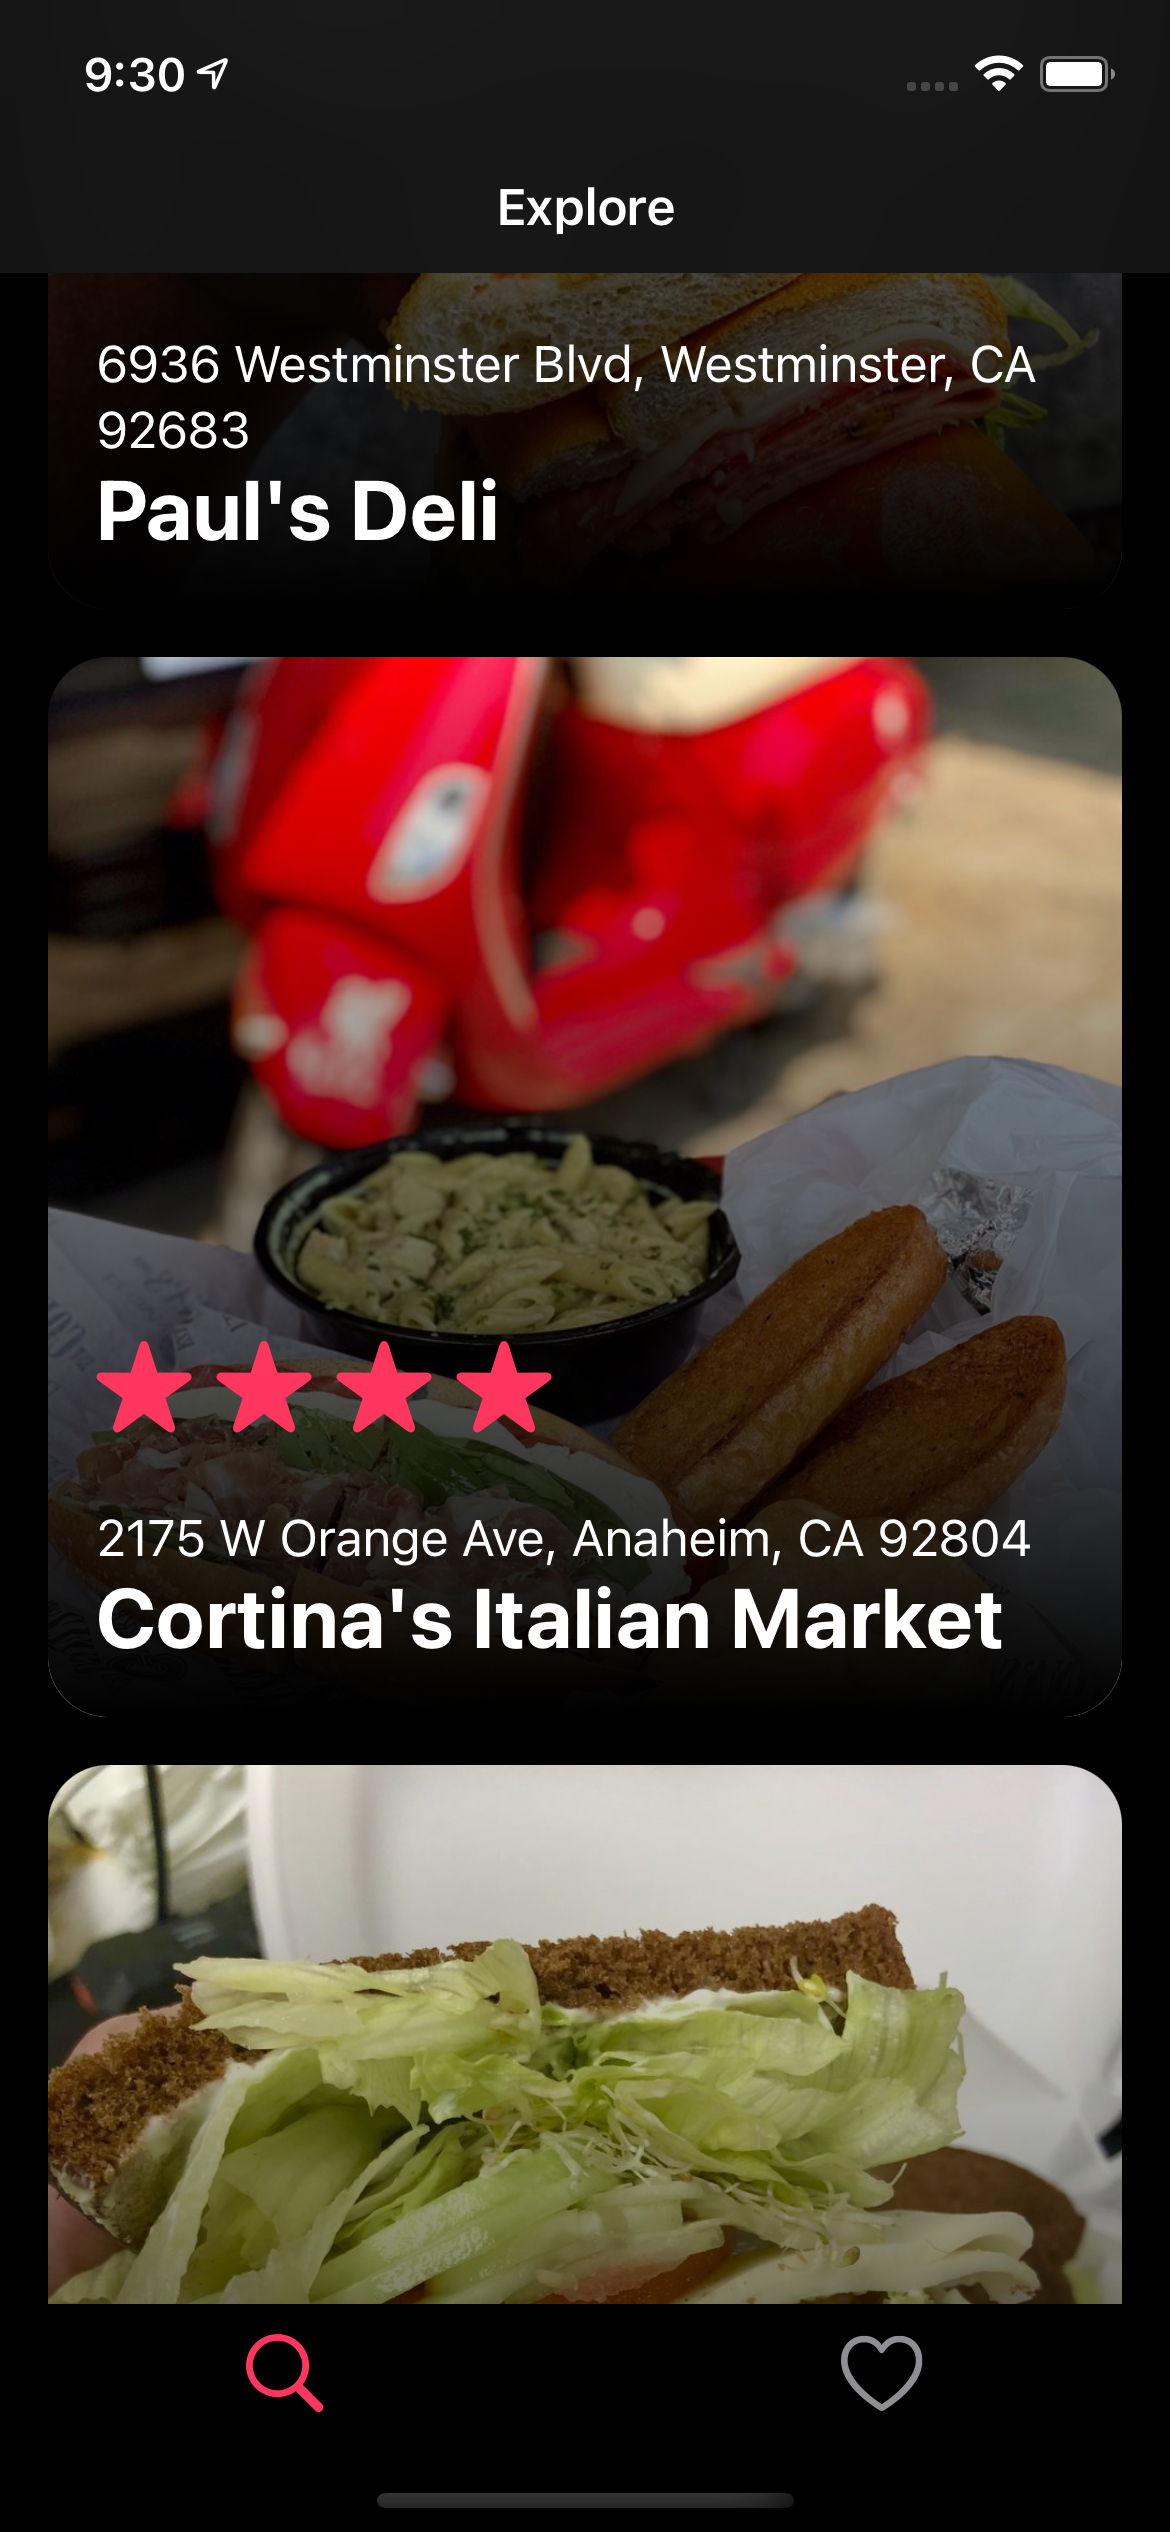 9:30
Explore
6936 Westminster Blvd, Westminster, CA
92683
Paul's Deli
2175 W Orange Ave, Anaheim, CA 92804
Cortina's Italian Market